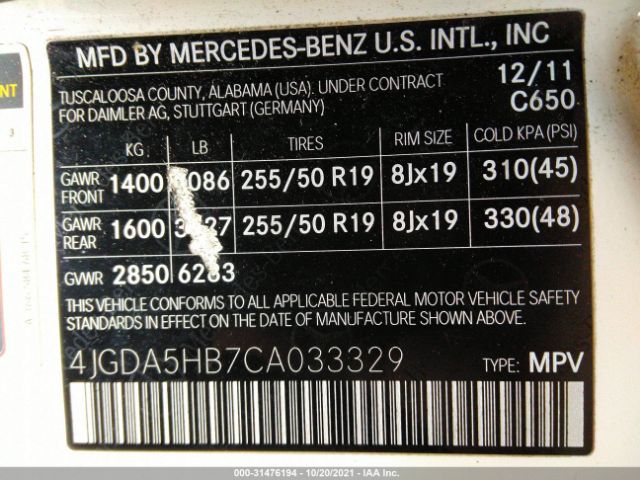 MFD BY MERCEDES-BENZ U.S. INTL., INC
TUSCALOOSA COUNTY, ALABAMA (USA). UNDER CONTRACT 12/11
FOR DAIMLER AG, STUTTGART (GERMANY) C650
KG LB TIRES RIM SIZE COLD KPA (PSI)
GAWR FRONT 1400 255/50 R19 8Jx19 310(45)
GAWR REAR 1600 255/50 R19 8Jx19 330(48)
GVWR 2850 6283
THIS VEHICLE CONFORMS TO ALL APPLICABLE FEDERAL MOTOR VEHICLE SAFETY
STANDARDS IN EFFECT ON THE DATE OF MANUFACTURE SHOWN ABOVE.
4JGDA5HB7CA033329 TYPE: MPV
000-31476194 - 10/20/2021 - IAA Inc.